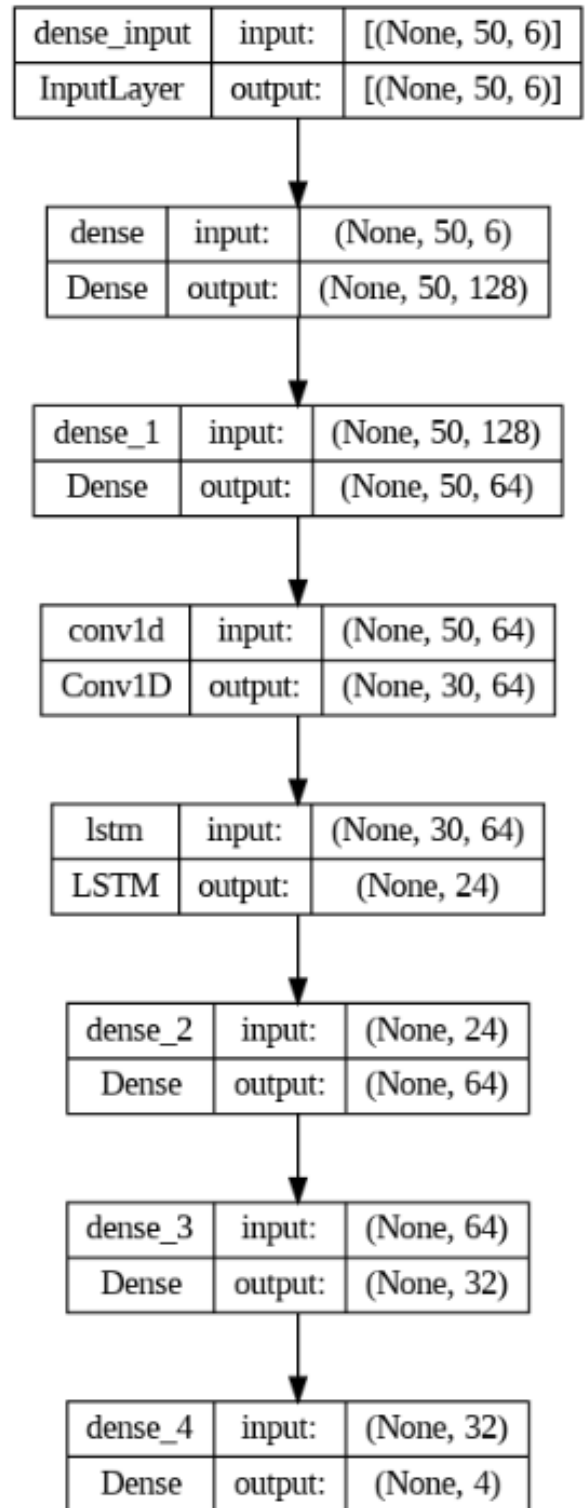 dense_input input: [(None, 50, 6)]
InputLayer output: [(None, 50, 6)]
dense input: (None, 50, 6)
Dense output: (None, 50, 128)
dense_1 input: (None, 50, 128)
Dense output: (None, 50, 64)
conv1d input: (None, 50, 64)
Conv1D output: (None, 30, 64)
lstm input: (None, 30, 64)
LSTM output: (None, 24)
dense_2 input: (None, 24)
Dense output: (None, 64)
dense_3 input: (None, 64)
Dense output: (None, 32)
dense_4 input: (None, 32)
Dense output: (None, 4)